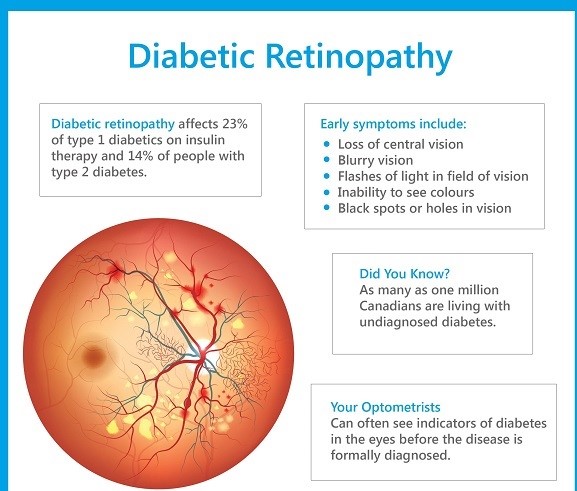 Diabetic Retinopathy
Diabetic retinopathy affects 23%
of type 1 diabetics on insulin
therapy and 14% of people with
type 2 diabetes.
Early symptoms include:
• Loss of central vision
• Blurry vision
• Flashes of light in field of vision
• Inability to see colours
• Black spots or holes in vision
Did You Know?
As many as one million
Canadians are living with
undiagnosed diabetes.
Your Optometrists
Can often see indicators of diabetes
in the eyes before the disease is
formally diagnosed.